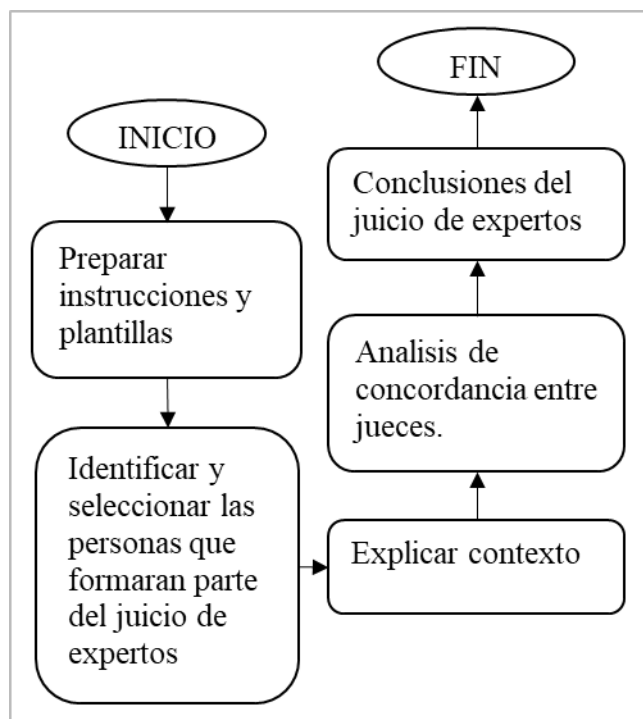 INICIO
Preparar
instrucciones y
plantillas
Identificar y
seleccionar las
personas que
formaran parte
del juicio de
expertos
Explicar contexto
Analisis de
concordancia entre
jueces.
Conclusiones del
juicio de expertos
FIN